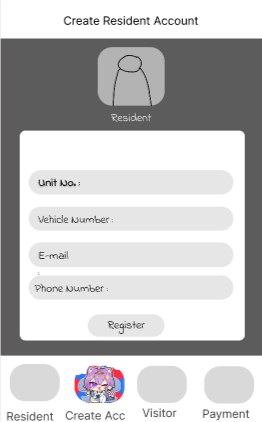 Create Resident Account
Resident
Unit No. :
Vehicle Number :
E-mail
:
Phone Number :
Register
Resident Create Acc Visitor Payment